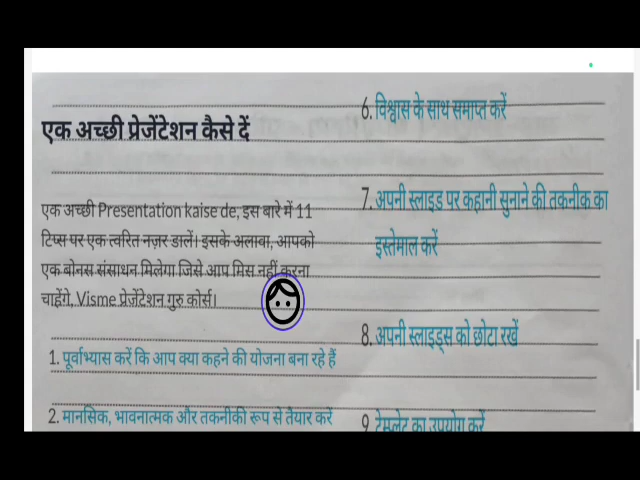 एक अच्छी प्रेजेंटेशन कैसे दें
एक अच्छी Presentation kaise de, इस बारे में 11
टिप्स पर एक त्वरित नज़र डालें। इसके अलावा, आपको
एक बोनस संसाधन मिलेगा जिसे आप मिस नहीं करना
चाहेंगे, Visme प्रेजेंटेशन गुरु कोर्स।
1. पूर्वाभ्यास करें कि आप क्या कहने की योजना बना रहे हैं
2. मानसिक, भावनात्मक और तकनीकी रूप से तैयार करें
6. विश्वास के साथ समाप्त करें
7. अपनी स्लाइड पर कहानी सुनाने की तकनीक का
इस्तेमाल करें
8. अपनी स्लाइड्स को छोटा रखें
9 टेम्पलेट का उपयोग करें